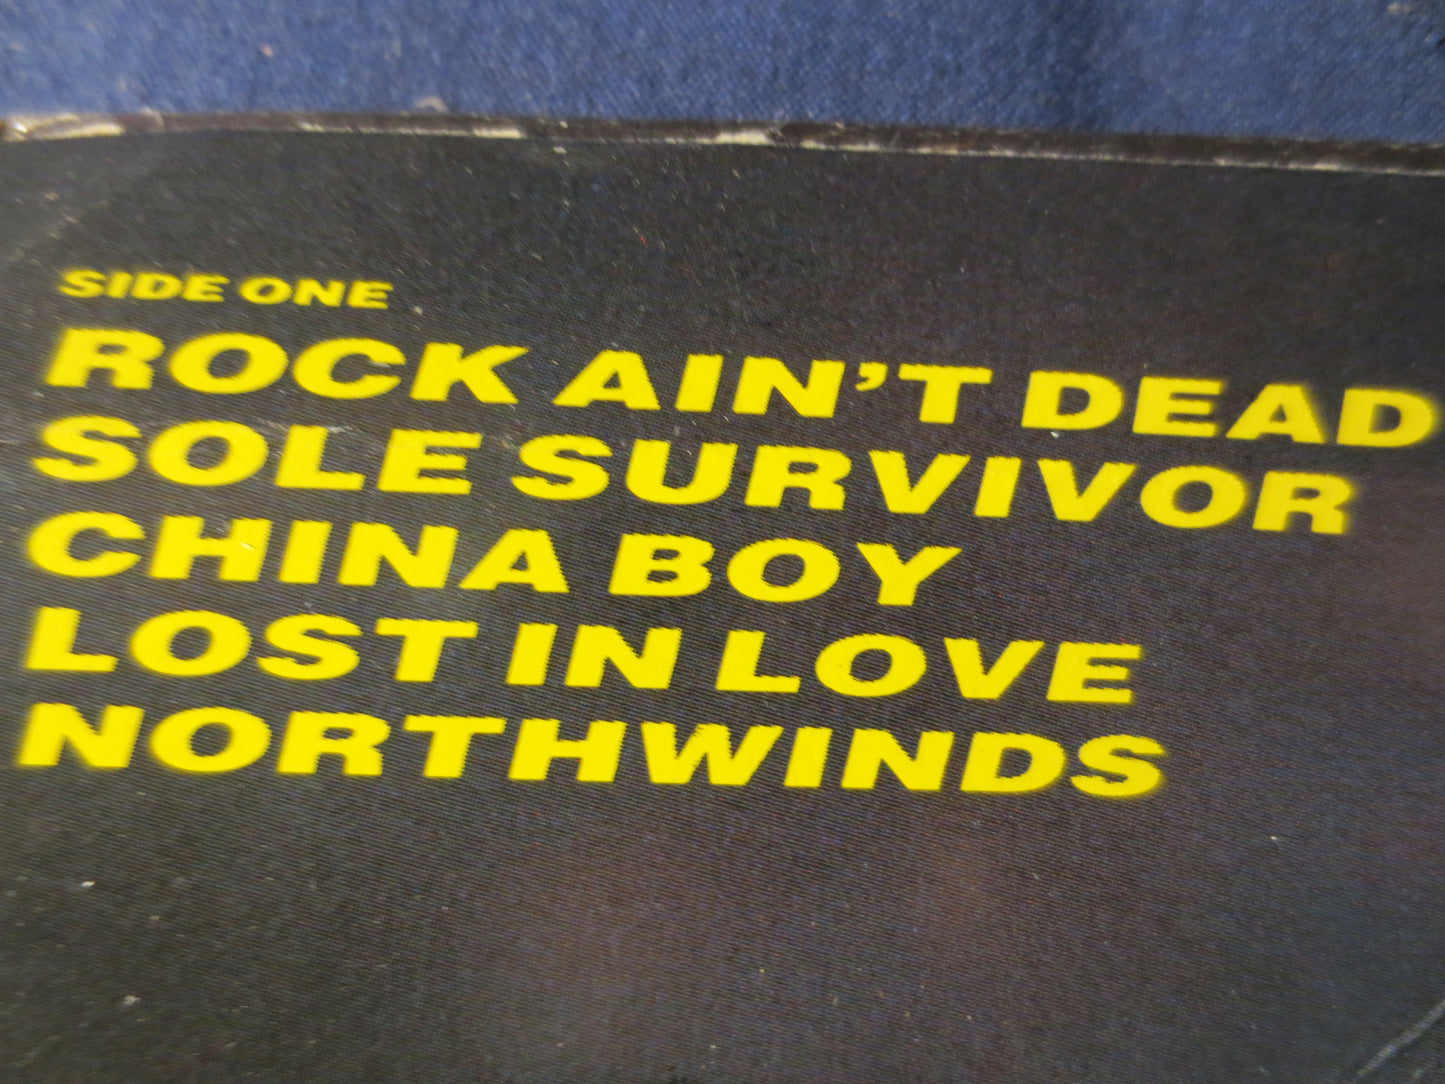 SIDE ONE
ROCK AIN'T DEAD
SOLE SURVIVOR
CHINA BOY
LOST IN LOVE
NORTHWINDS